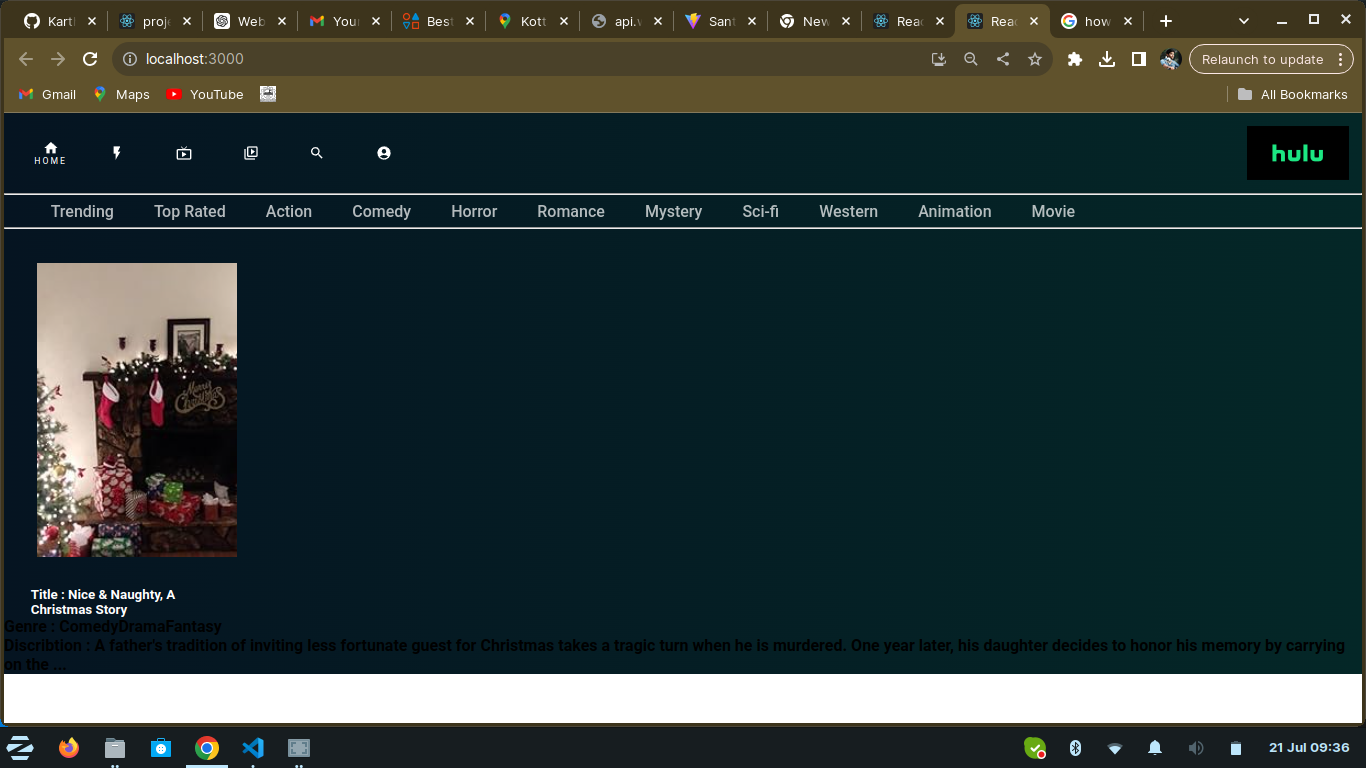 Kartl
proje
Web
Your
Best
Kott
api.v
Sant
New
Reac
Reac
how
localhost:3000
Relaunch to update
Gmail
Maps
YouTube
All Bookmarks
HOME
hulu
Trending Top Rated Action Comedy Horror Romance Mystery Sci-fi Western Animation Movie
Merry
Christmas
Title : Nice & Naughty, A
Christmas Story
Genre : ComedyDramaFantasy
Discribtion : A father's tradition of inviting less fortunate guest for Christmas takes a tragic turn when he is murdered. One year later, his daughter decides to honor his memory by carrying
on the ...
21 Jul 09:36